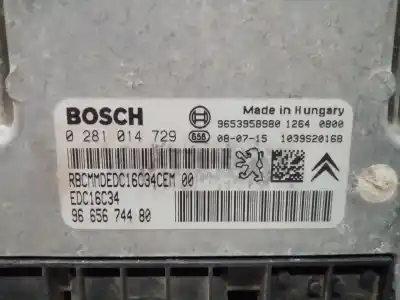 BOSCH
Made in Hungary
9653958980 1264 0800
0 281 014 729
656 08-07-15 1039S20168
RBCMMDEDC16C34CEM 00
EDC16C34
96 656 744 80